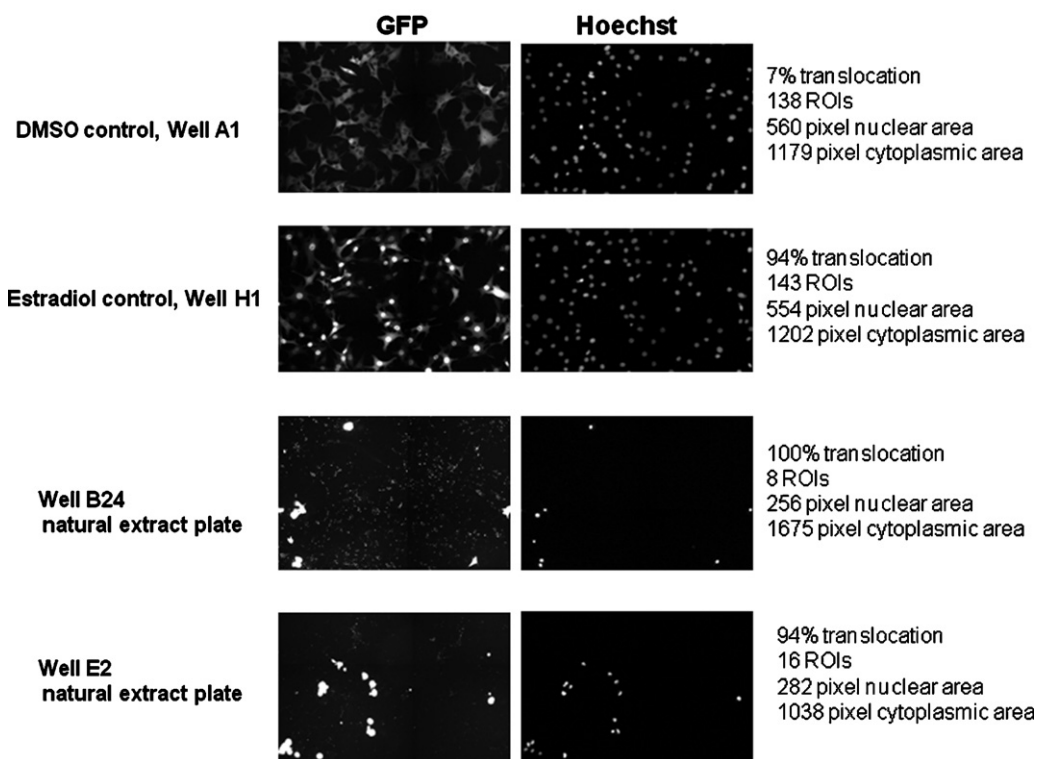 GFP
Hoechst
DMSO control, Well A1
7% translocation
138 ROIs
560 pixel nuclear area
1179 pixel cytoplasmic area
Estradiol control, Well H1
94% translocation
143 ROIs
554 pixel nuclear area
1202 pixel cytoplasmic area
Well B24
natural extract plate
100% translocation
8 ROIs
256 pixel nuclear area
1675 pixel cytoplasmic area
Well E2
natural extract plate
94% translocation
16 ROIs
282 pixel nuclear area
1038 pixel cytoplasmic area